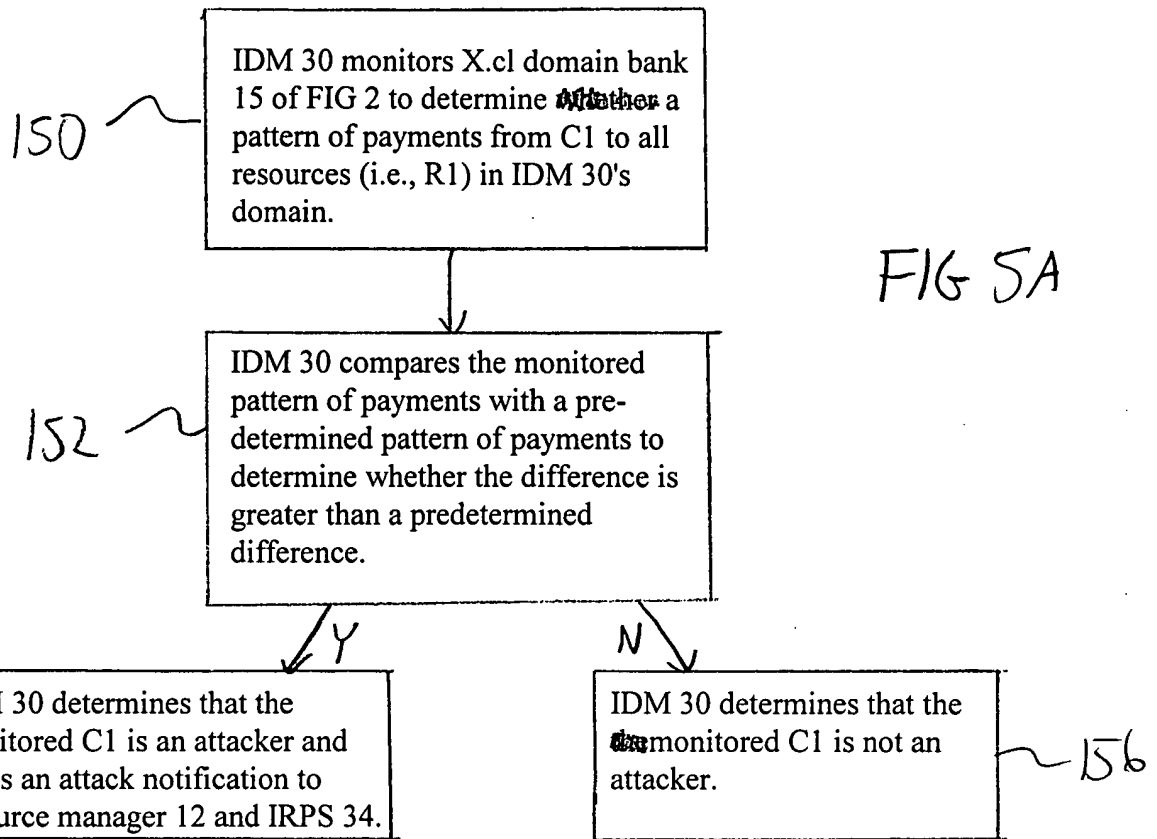 IDM 30 monitors X.cl domain bank
15 of FIG 2 to determine a
pattern of payments from C1 to all
resources (i.e., R1) in IDM 30's
domain.
150
FIG 5A
IDM 30 compares the monitored
pattern of payments with a pre-
determined pattern of payments to
determine whether the difference is
greater than a predetermined
difference.
152
Y
N
30 determines that the
itored C1 is an attacker and
s an attack notification to
urce manager 12 and IRPS 34.
IDM 30 determines that the
monitored C1 is not an
attacker.
156